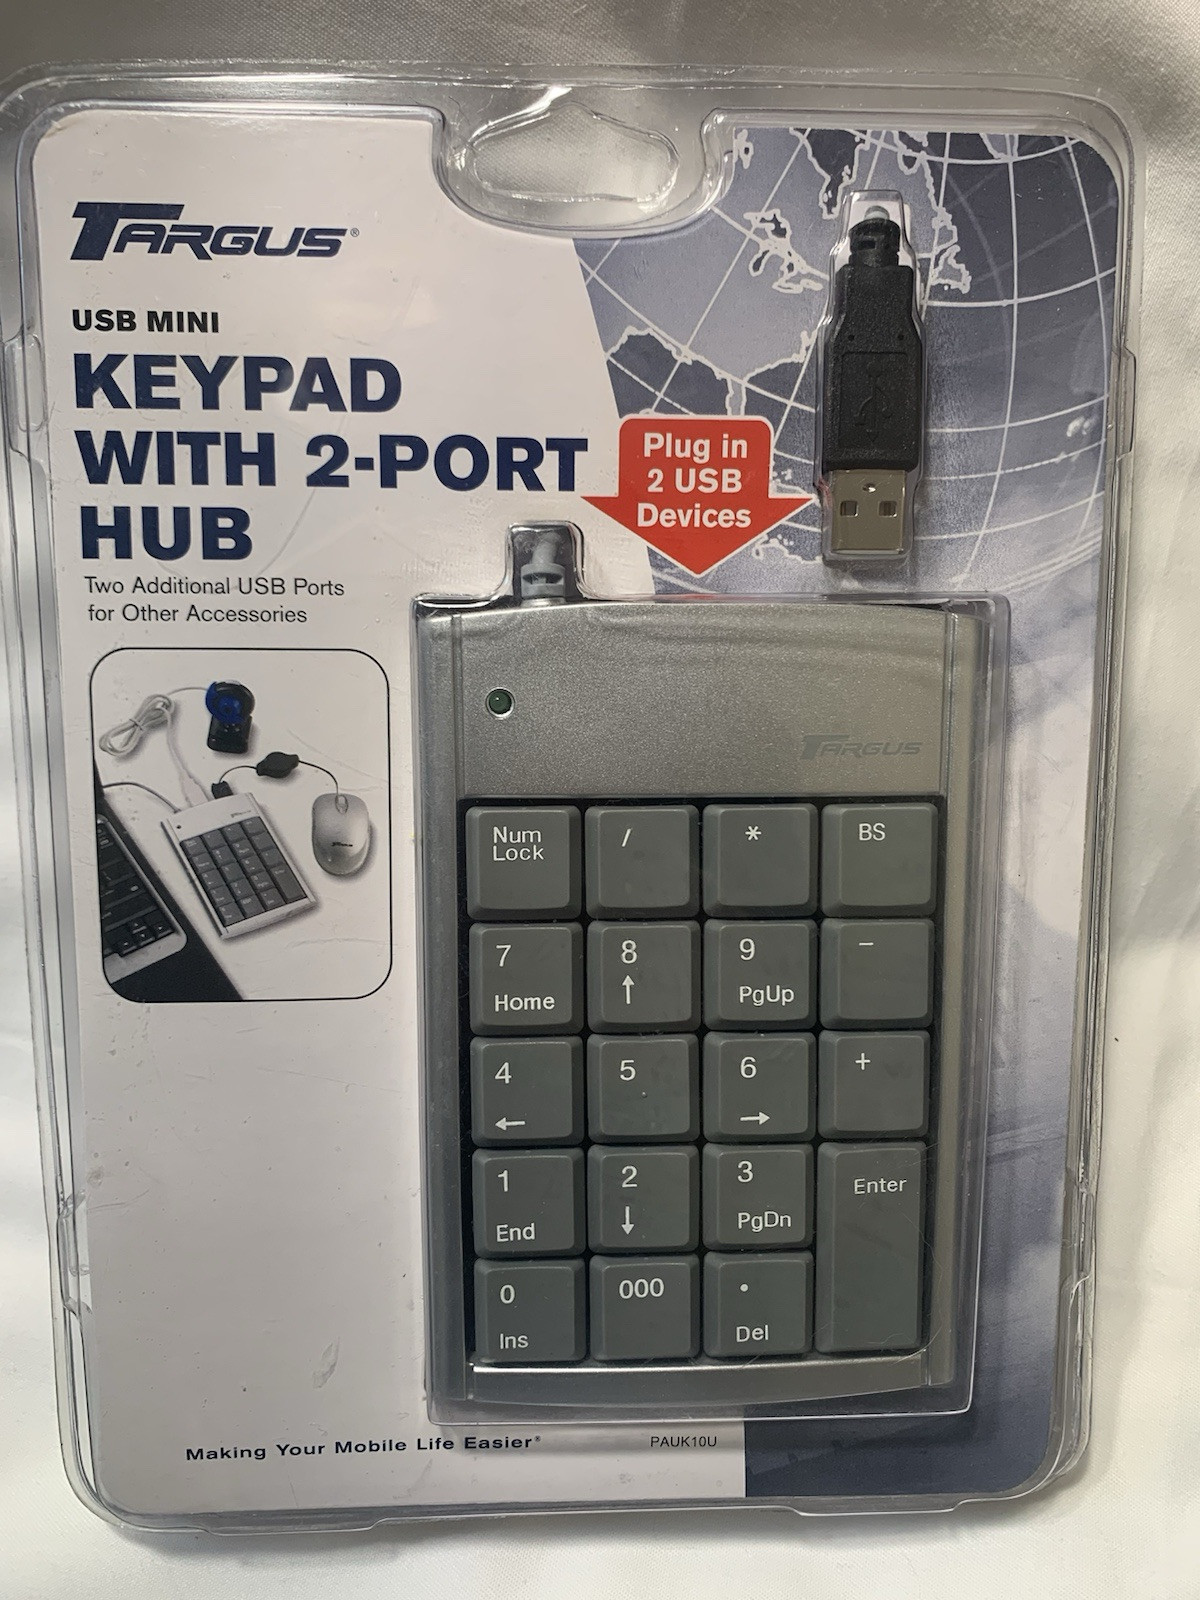 TARGUS®
USB MINI
KEYPAD
WITH 2-PORT
HUB
Two Additional USB Ports
for Other Accessories
Plug in
2 USB
Devices
TARGUS
Num
Lock
/
*
BS
7
Home
8
↑
9
PgUp
−
4
←
5
6
→
+
1
End
2
↓
3
PgDn
Enter
0
Ins
000
.
Del
Making Your Mobile Life Easier®
PAUK10U